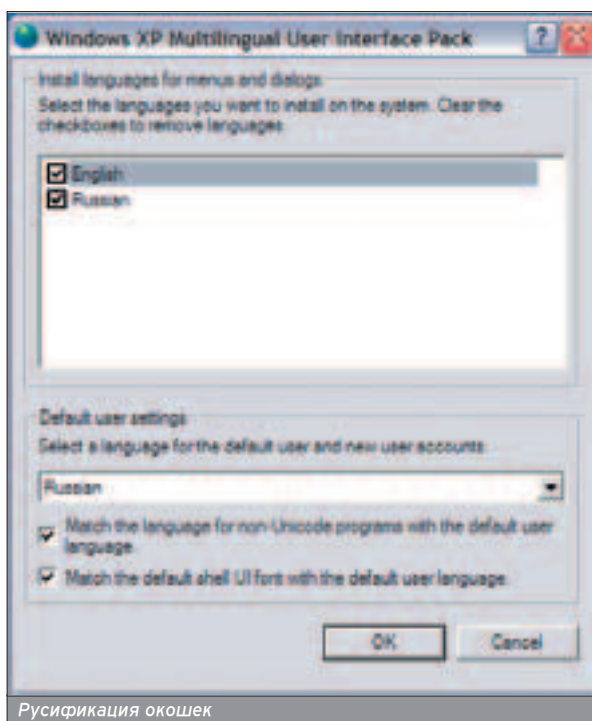 Windows XP Multilingual User Interface Pack
Install languages for menus and dialogs
Select the languages you want to install on the system. Clear the
checkboxes to remove languages
English
Russian
Default user settings
Select a language for the default user and new user accounts
Russian
Match the language for non-Unicode programs with the default user
language.
Match the default shell UI font with the default user language.
OK
Cancel
Русификация окошек